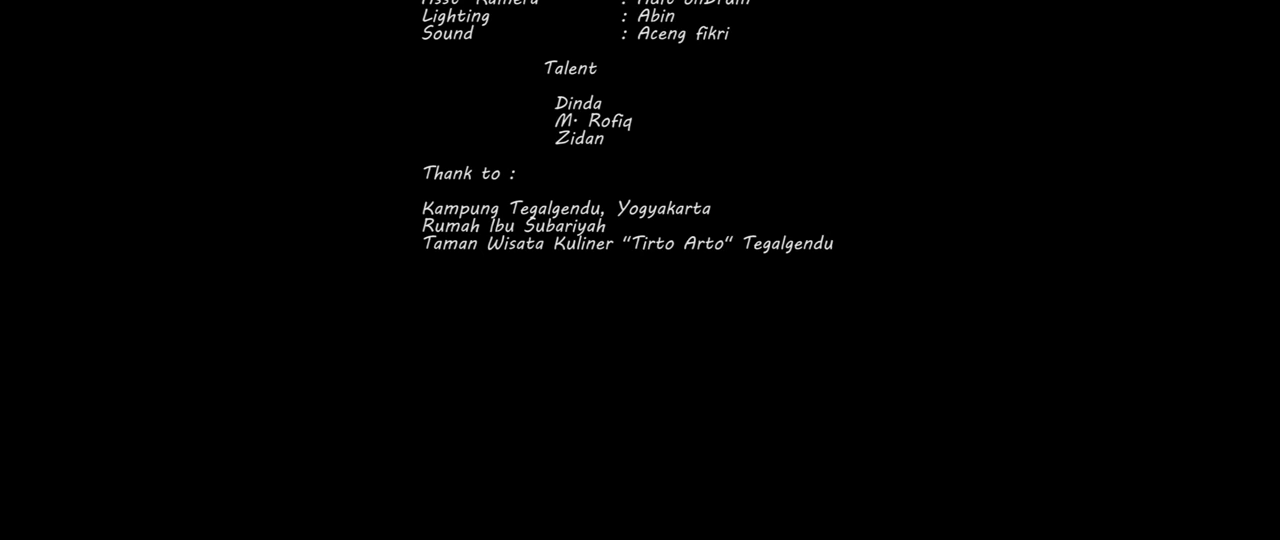 Lighting : Abin
Sound : Aceng fikri
Talent
Dinda
M. Rofiq
Zidan
Thank to :
Kampung Tegalgendu, Yogyakarta
Rumah Ibu Subariyah
Taman Wisata Kuliner "Tirto Arto" Tegalgendu